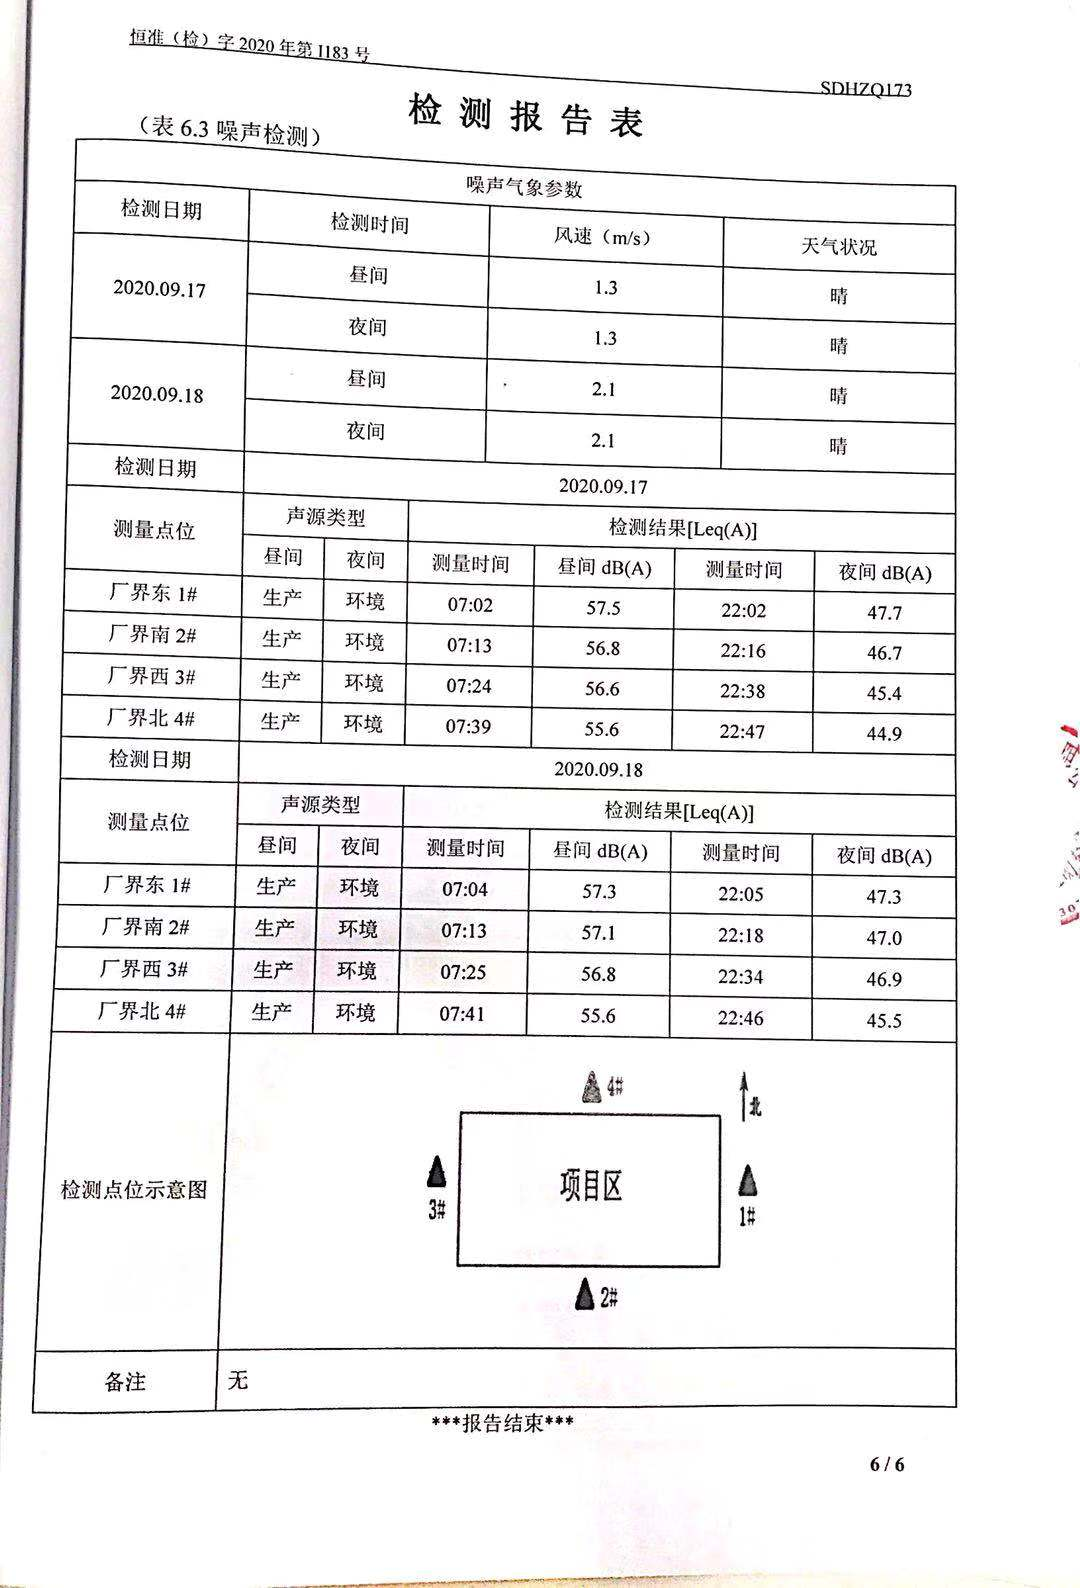 恒准（检）字 2020 年第 I183 号
SDHZQ173
检 测 报 告 表
（表 6.3 噪声检测）
噪声气象参数
检测日期 检测时间 风速（m/s） 天气状况
2020.09.17 昼间 1.3 晴
夜间 1.3 晴
2020.09.18 昼间 2.1 晴
夜间 2.1 晴
检测日期 2020.09.17
测量点位 声源类型 检测结果[Leq(A)]
昼间 夜间 测量时间 昼间 dB(A) 测量时间 夜间 dB(A)
厂界东 1# 生产 环境 07:02 57.5 22:02 47.7
厂界南 2# 生产 环境 07:13 56.8 22:16 46.7
厂界西 3# 生产 环境 07:24 56.6 22:38 45.4
厂界北 4# 生产 环境 07:39 55.6 22:47 44.9
检测日期 2020.09.18
测量点位 声源类型 检测结果[Leq(A)]
昼间 夜间 测量时间 昼间 dB(A) 测量时间 夜间 dB(A)
厂界东 1# 生产 环境 07:04 57.3 22:05 47.3
厂界南 2# 生产 环境 07:13 57.1 22:18 47.0
厂界西 3# 生产 环境 07:25 56.8 22:34 46.9
厂界北 4# 生产 环境 07:41 55.6 22:46 45.5
检测点位示意图
4#
北
项目区
3#
1#
2#
备注 无
***报告结束***
6 / 6